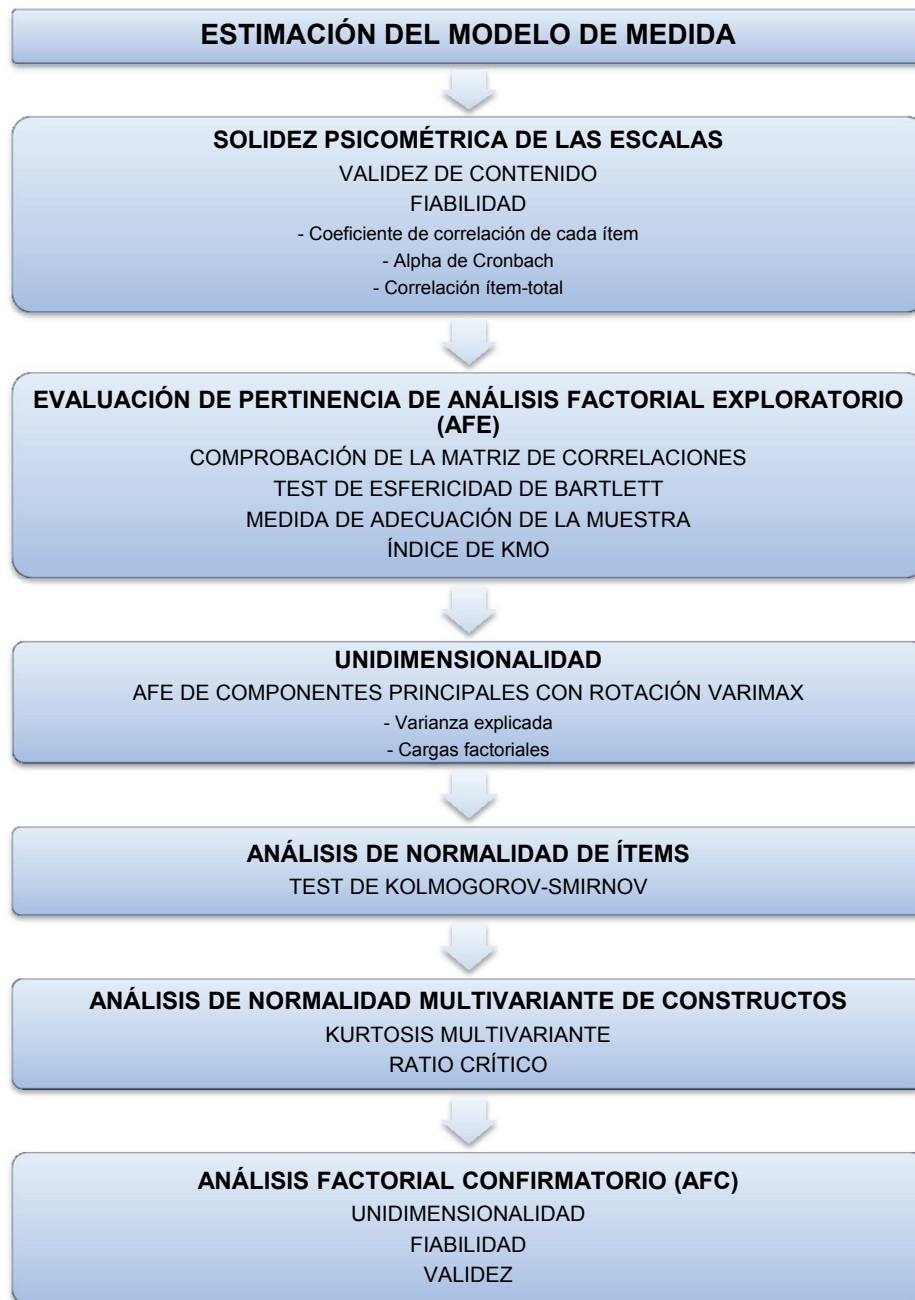 ESTIMACIÓN DEL MODELO DE MEDIDA
SOLIDEZ PSICOMÉTRICA DE LAS ESCALAS
VALIDEZ DE CONTENIDO
FIABILIDAD
- Coeficiente de correlación de cada ítem
- Alpha de Cronbach
- Correlación ítem-total
EVALUACIÓN DE PERTINENCIA DE ANÁLISIS FACTORIAL EXPLORATORIO
(AFE)
COMPROBACIÓN DE LA MATRIZ DE CORRELACIONES
TEST DE ESFERICIDAD DE BARTLETT
MEDIDA DE ADECUACIÓN DE LA MUESTRA
ÍNDICE DE KMO
UNIDIMENSIONALIDAD
AFE DE COMPONENTES PRINCIPALES CON ROTACIÓN VARIMAX
- Varianza explicada
- Cargas factoriales
ANÁLISIS DE NORMALIDAD DE ÍTEMS
TEST DE KOLMOGOROV-SMIRNOV
ANÁLISIS DE NORMALIDAD MULTIVARIANTE DE CONSTRUCTOS
KURTOSIS MULTIVARIANTE
RATIO CRÍTICO
ANÁLISIS FACTORIAL CONFIRMATORIO (AFC)
UNIDIMENSIONALIDAD
FIABILIDAD
VALIDEZ